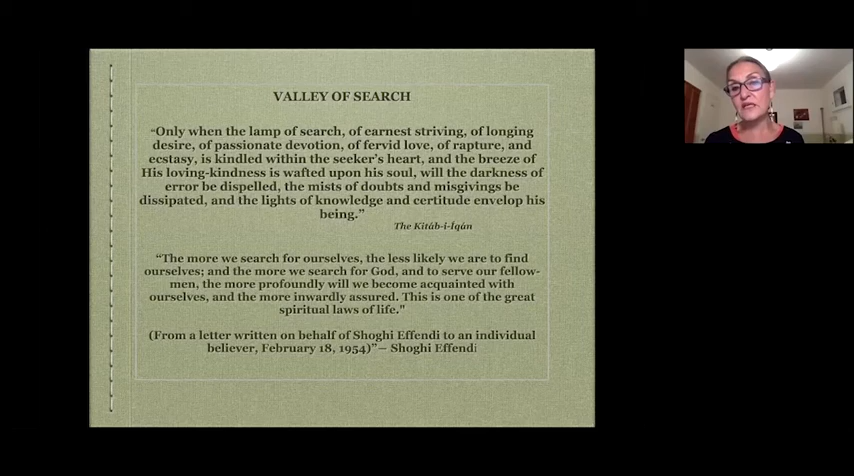 VALLEY OF SEARCH
“Only when the lamp of search, of earnest striving, of longing
desire, of passionate devotion, of fervid love, of rapture, and
ecstasy, is kindled within the seeker’s heart, and the breeze of
His loving-kindness is wafted upon his soul, will the darkness of
error be dispelled, the mists of doubts and misgivings be
dissipated, and the lights of knowledge and certitude envelop his
being.”
The Kitáb-i-Íqán
“The more we search for ourselves, the less likely we are to find
ourselves; and the more we search for God, and to serve our fellow-
men, the more profoundly will we become acquainted with
ourselves, and the more inwardly assured. This is one of the great
spiritual laws of life.”
(From a letter written on behalf of Shoghi Effendi to an individual
believer, February 18, 1954)”— Shoghi Effendi